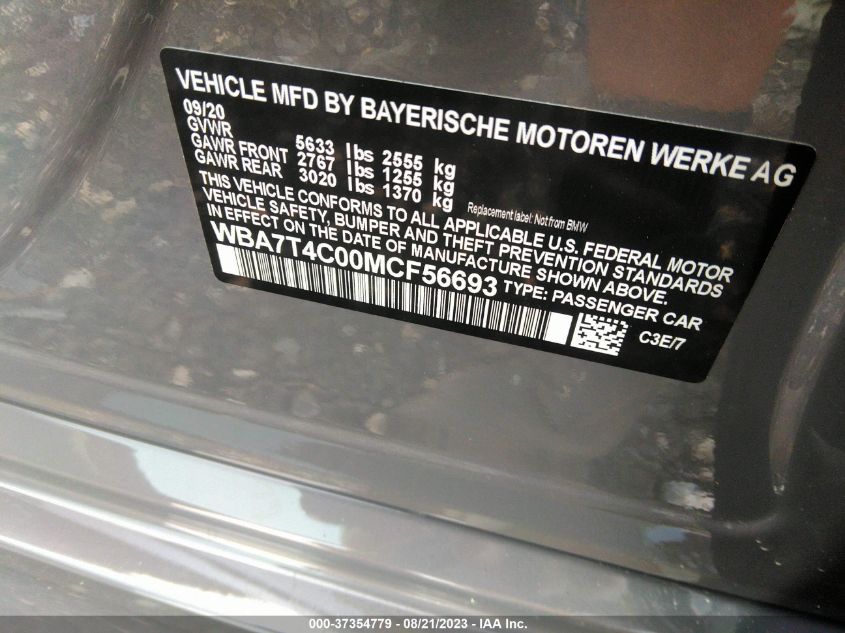 VEHICLE MFD BY BAYERISCHE MOTOREN WERKE AG
09/20
GVWR 5633 lbs 2555 kg
GAWR FRONT 2767 lbs 1255 kg
GAWR REAR 3020 lbs 1370 kg
Replacement label: Not from BMW
THIS VEHICLE CONFORMS TO ALL APPLICABLE U.S. FEDERAL MOTOR
VEHICLE SAFETY, BUMPER AND THEFT PREVENTION STANDARDS
IN EFFECT ON THE DATE OF MANUFACTURE SHOWN ABOVE.
WBA7T4C00MCF56693 TYPE: PASSENGER CAR
C3E/7
000-37354779 - 08/21/2023 - IAA Inc.